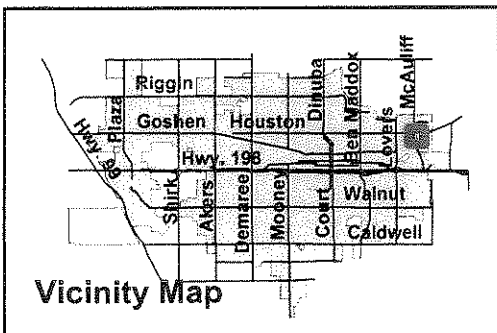 Riggin
Plaza
Dinuba
Ben Maddox
McAuliff
Goshen
Houston
Lovers
Hwy. 99
Hwy. 198
Shirk
Akers
Demaree
Mooney
Court
Walnut
Caldwell
Vicinity Map